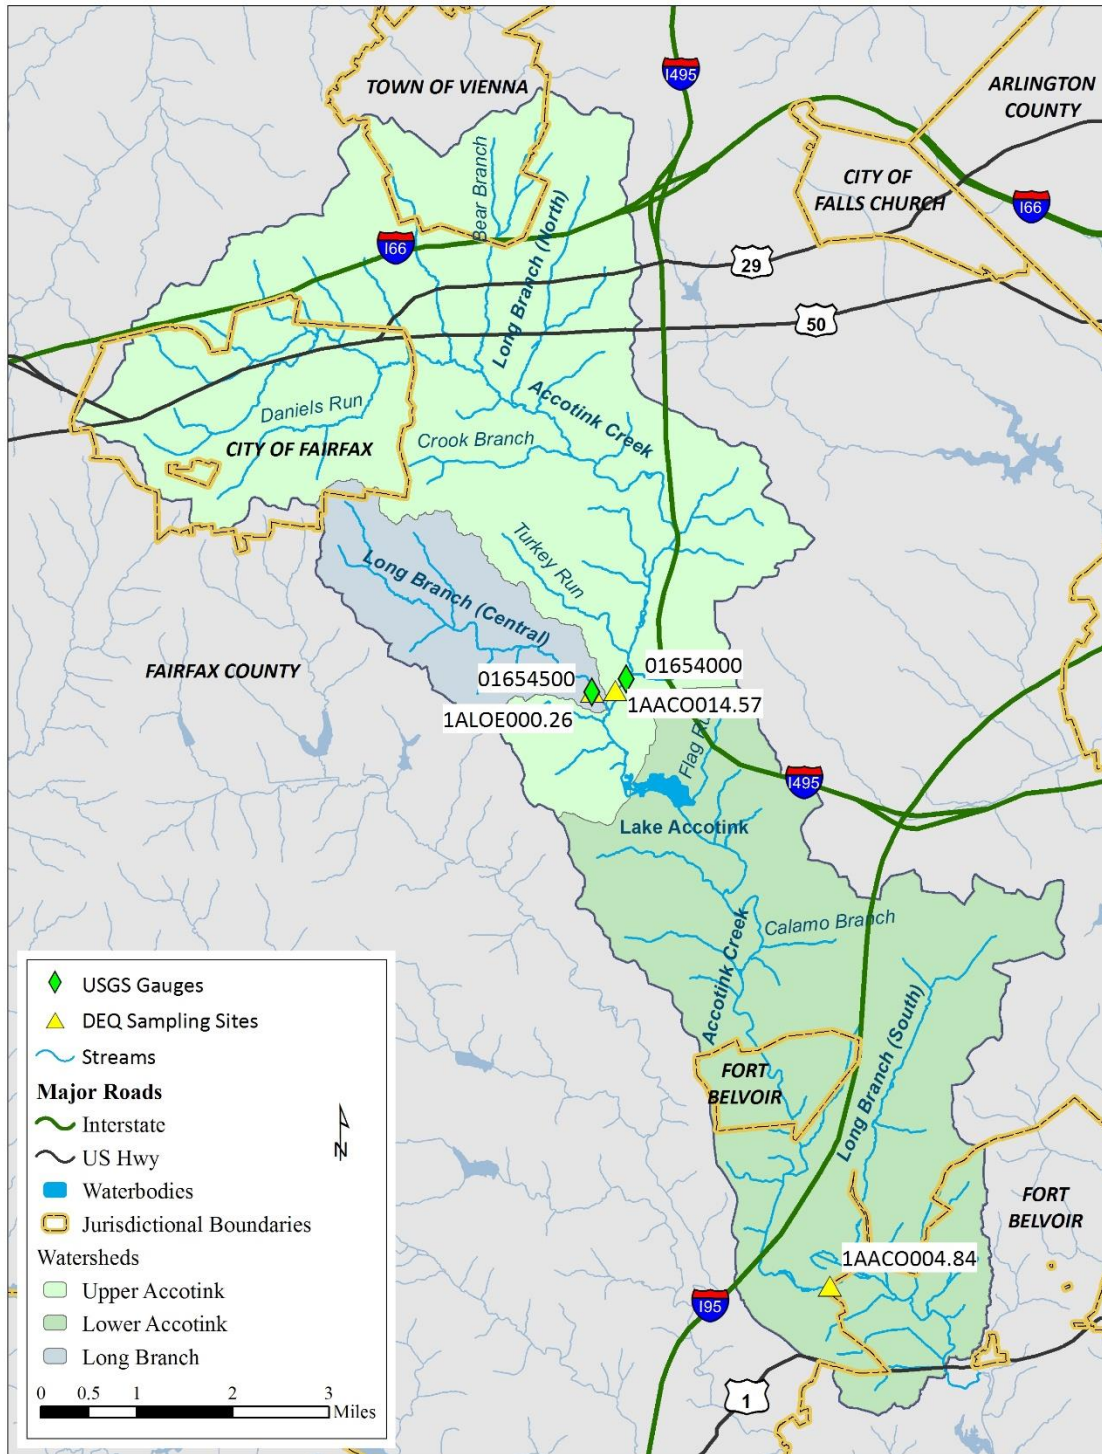 TOWN OF VIENNA
I495
ARLINGTON
COUNTY
Bear Branch
Long Branch (North)
CITY OF
FALLS CHURCH
I66
I66
29
50
Daniels Run
CITY OF FAIRFAX
Crook Branch
Accotink Creek
Turkey Run
Long Branch (Central)
FAIRFAX COUNTY
01654500
01654000
1ALOE000.26
1AACO014.57
Flag Ru
I495
Lake Accotink
Calamo Branch
Accotink Creek
Long Branch (South)
FORT
BELVOIR
FORT
BELVOIR
1AACO004.84
I95
1
USGS Gauges
DEQ Sampling Sites
Streams
Major Roads
Interstate
US Hwy
Waterbodies
Jurisdictional Boundaries
Watersheds
Upper Accotink
Lower Accotink
Long Branch
N
0 0.5 1 2 3
Miles